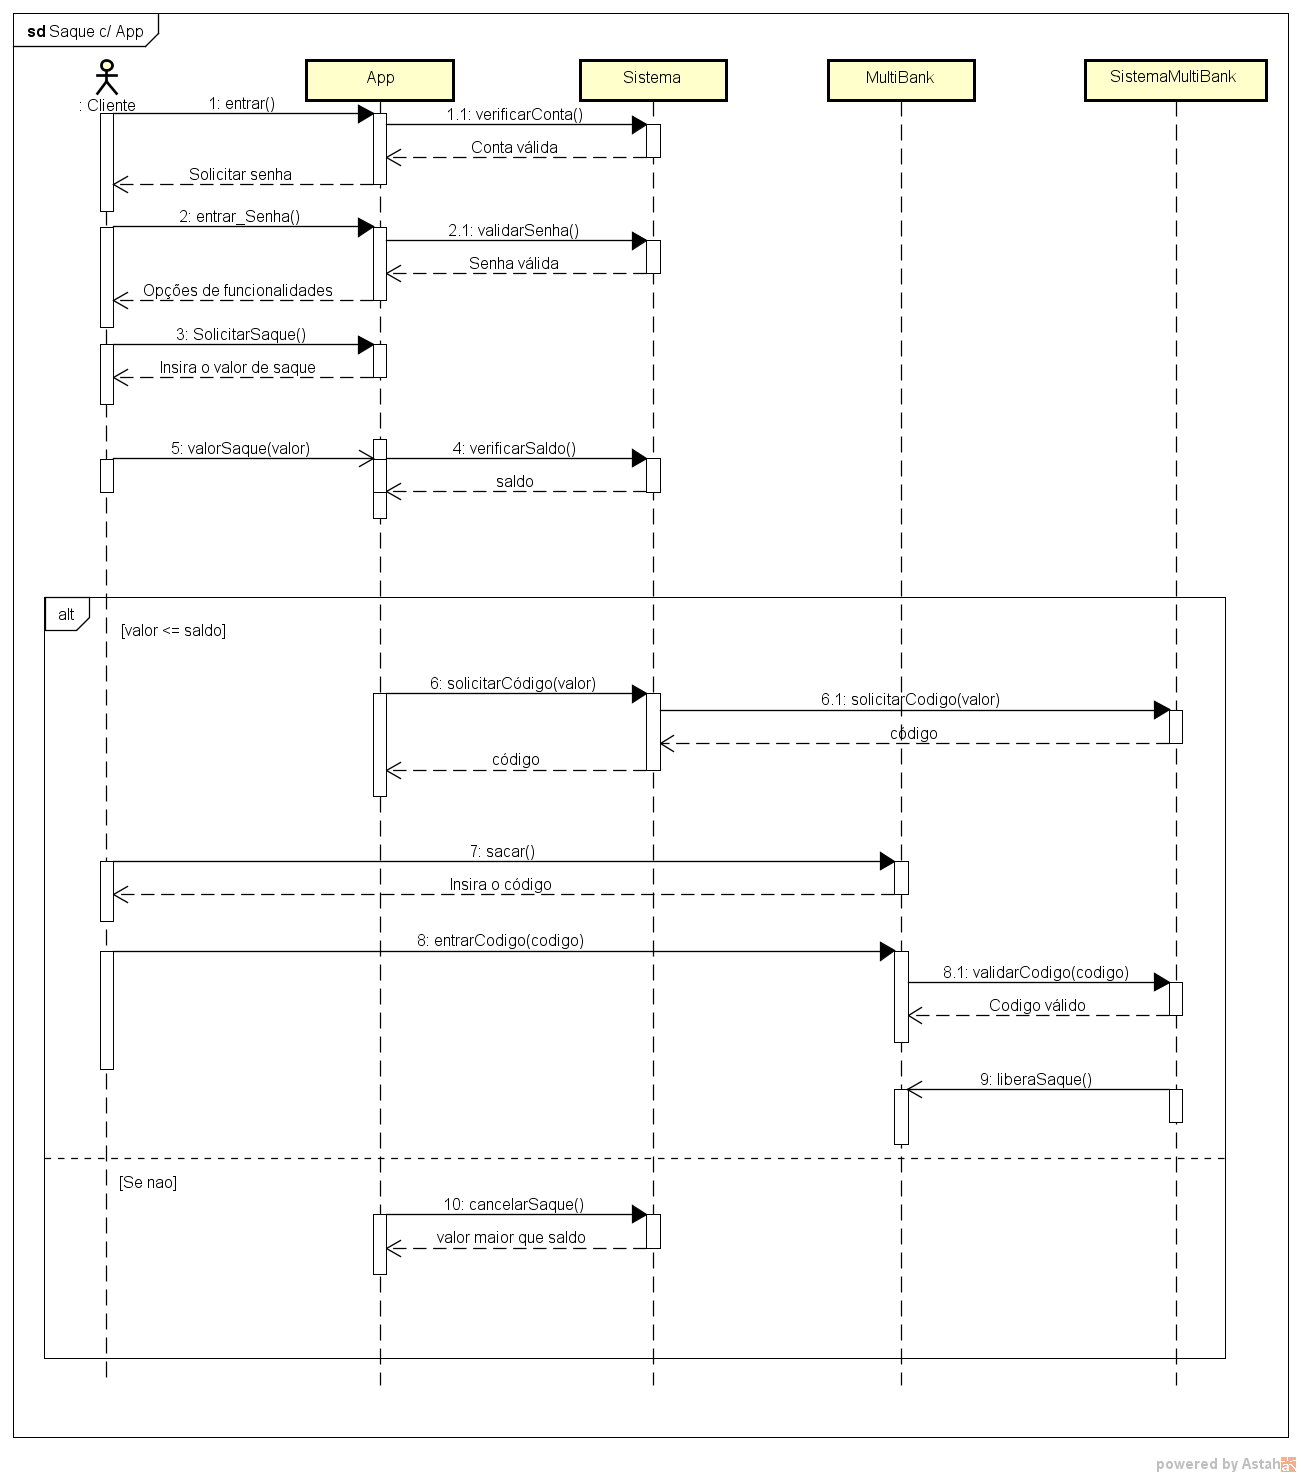 sd Saque c/ App
: Cliente
App
Sistema
MultiBank
SistemaMultiBank
1: entrar()
1.1: verificarConta()
Conta válida
Solicitar senha
2: entrar_Senha()
2.1: validarSenha()
Senha válida
Opções de funcionalidades
3: SolicitarSaque()
Insira o valor de saque
5: valorSaque(valor)
4: verificarSaldo()
saldo
alt
[valor <= saldo]
6: solicitarCódigo(valor)
6.1: solicitarCodigo(valor)
código
código
7: sacar()
Insira o código
8: entrarCodigo(codigo)
8.1: validarCodigo(codigo)
Codigo válido
9: liberaSaque()
[Se nao]
10: cancelarSaque()
valor maior que saldo
powered by Astah